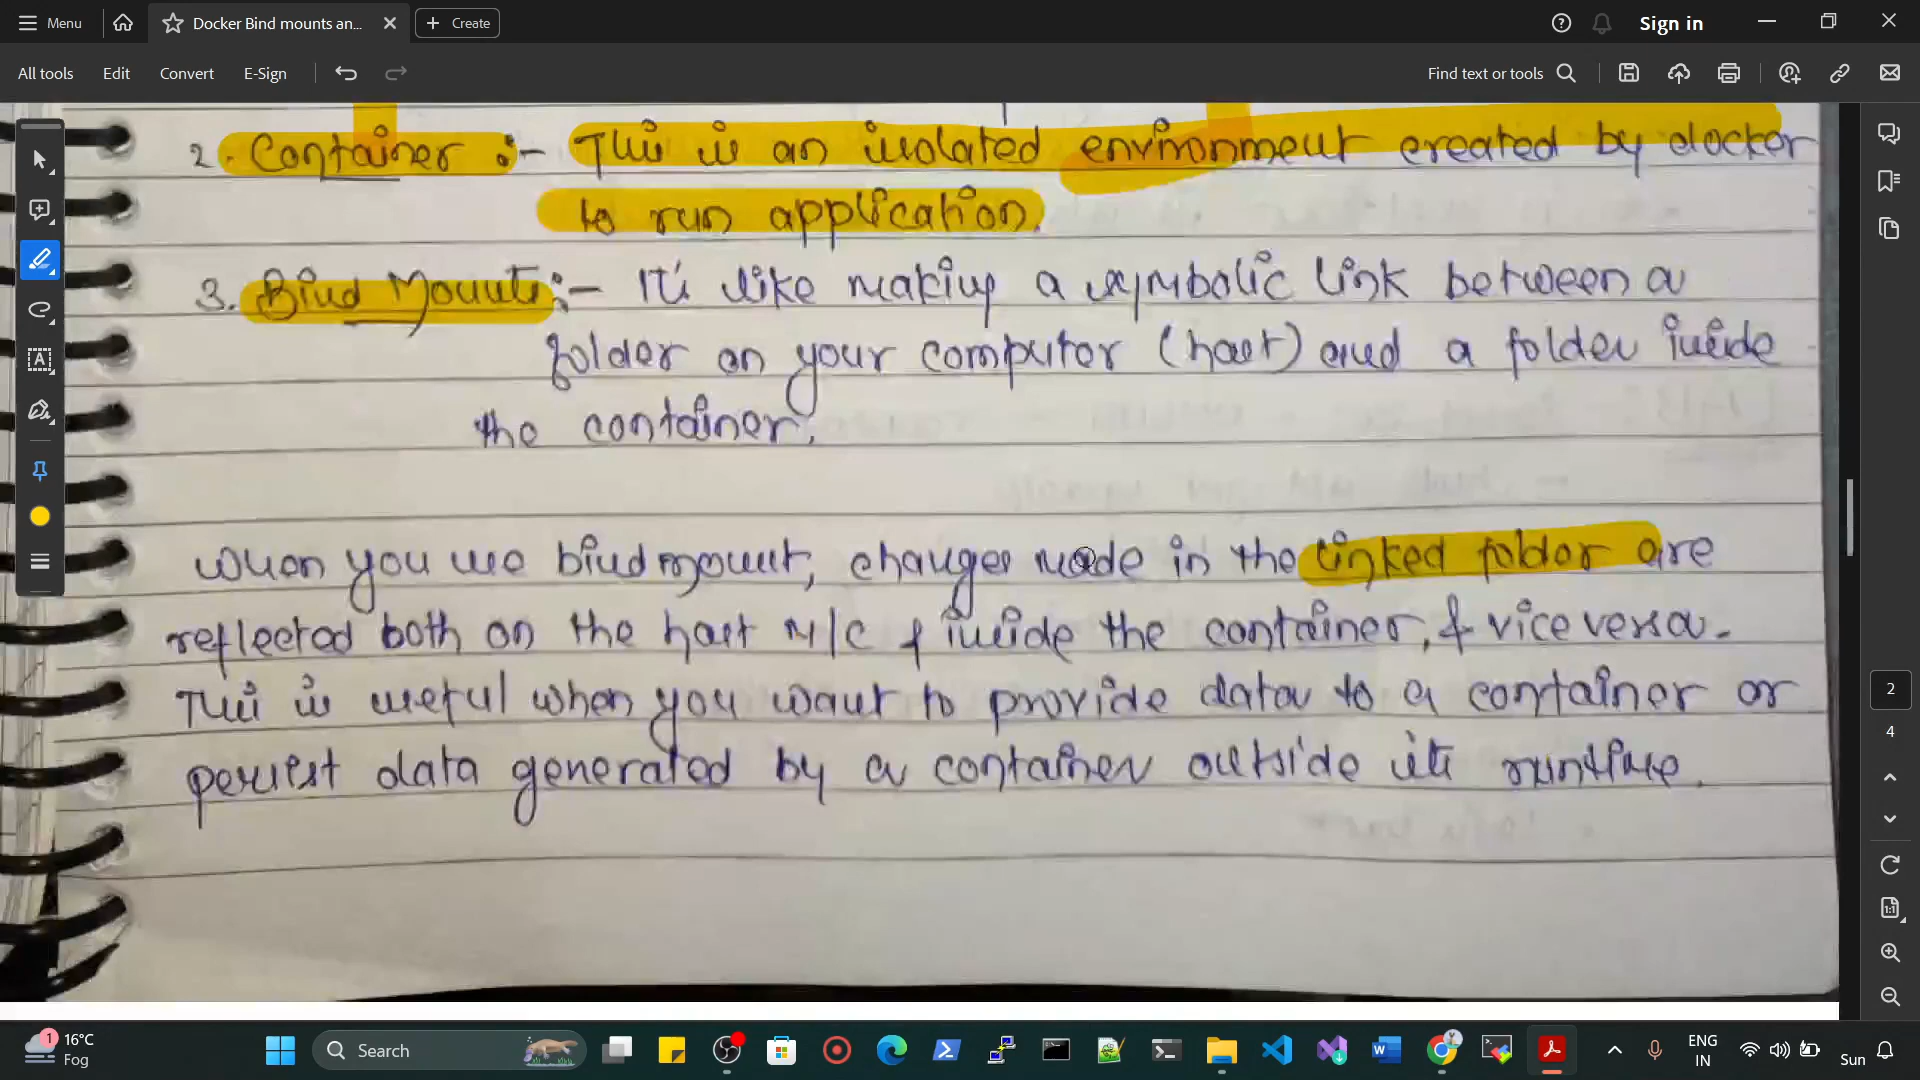 Menu
Docker Bind mounts an...
Create
Sign in
All tools
Edit
Convert
E-Sign
Find text or tools
2. Container :- This is an isolated environment created by docker
to run application.
3. Bind Mounts :- It's like making a symbolic link between a
folder on your computer (host) and a folder inside
the container.
When you use bind mount, changes made in the linked folder are
reflected both on the host M/C & inside the container, & vice versa.
This is useful when you want to provide data to a container or
persist data generated by a container outside its runtime.
2
4
1
16°C
Fog
Search
ENG
IN
Sun